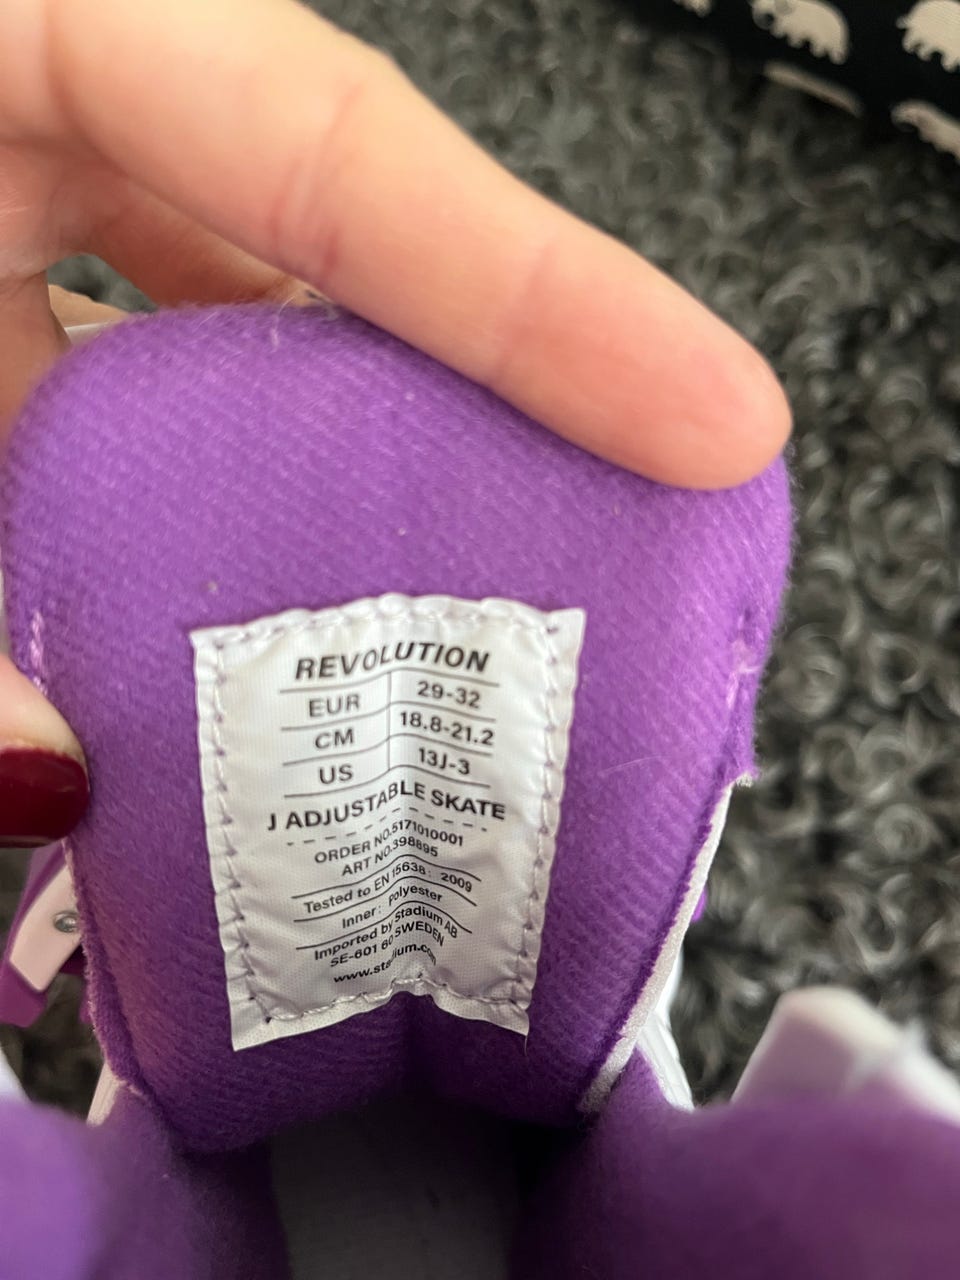 REVOLUTION
EUR 29-32
CM 18.8-21.2
US 13J-3
J ADJUSTABLE SKATE
ORDER NO.5171010001
ART NO.398895
Tested to EN 15638: 2009
Inner: Polyester
Imported by Stadium AB
SE-601 60 SWEDEN